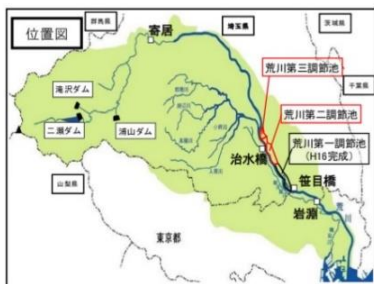 位置図
群馬県
寄居
埼玉県
茨城県
荒川第三調節池
千葉県
滝沢ダム
荒川第二調節池
荒川第一調節池
(H16完成)
二瀬ダム
浦山ダム
治水橋
笹目橋
岩淵
山梨県
東京都
荒川